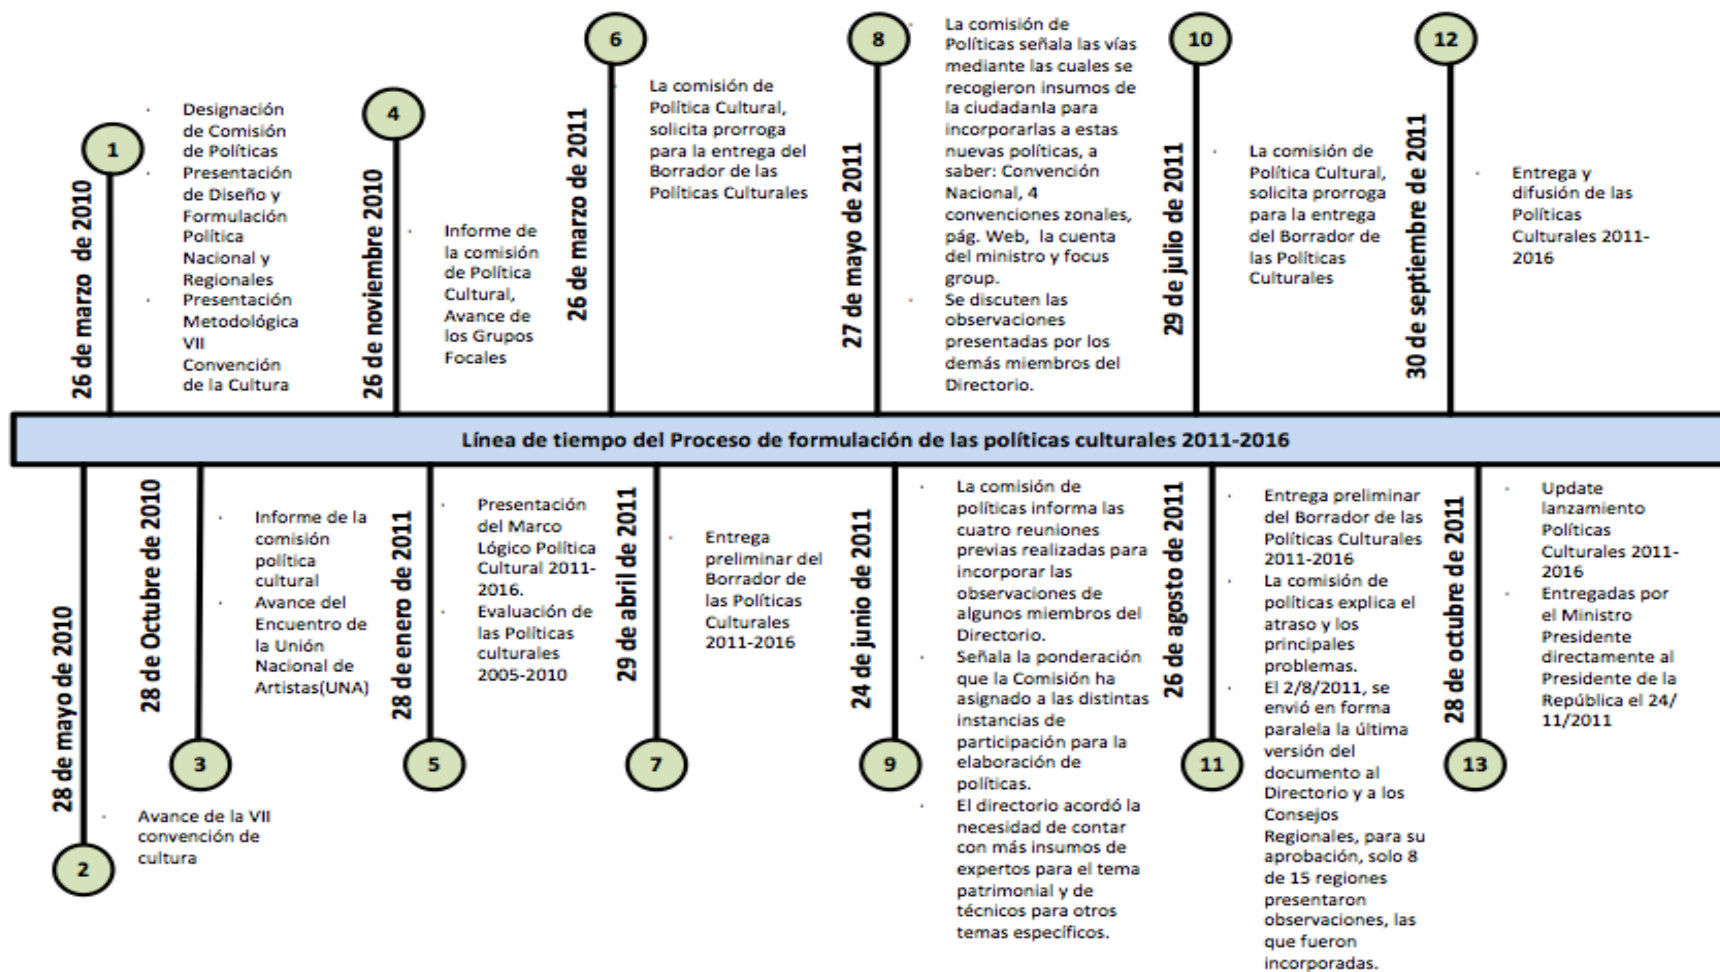 1
26 de marzo de 2010
· Designación
de Comisión
de Políticas
· Presentación
de Diseño y
Formulación
Política
Nacional y
Regionales
· Presentación
Metodológica
VII
Convención
de la Cultura
4
26 de noviembre 2010
· Informe de
la comisión
de Política
Cultural,
Avance de
los Grupos
Focales
6
26 de marzo de 2011
· La comisión de
Política Cultural,
solicita prorroga
para la entrega del
Borrador de las
Políticas Culturales
8
27 de mayo de 2011
· La comisión de
Políticas señala las vías
mediante las cuales se
recogieron insumos de
la ciudadanía para
incorporarlas a estas
nuevas políticas, a
saber: Convención
Nacional, 4
convenciones zonales,
pág. Web, la cuenta
del ministro y focus
group.
· Se discuten las
observaciones
presentadas por los
demás miembros del
Directorio.
10
29 de julio de 2011
· La comisión de
Política Cultural,
solicita prorroga
para la entrega
del Borrador de
las Políticas
Culturales
12
30 de septiembre de 2011
· Entrega y
difusión de las
Políticas
Culturales 2011-
2016
Línea de tiempo del Proceso de formulación de las políticas culturales 2011-2016
28 de mayo de 2010
2
· Avance de la VII
convención de
cultura
28 de Octubre de 2010
3
· Informe de la
comisión
política
cultural
· Avance del
Encuentro de
la Unión
Nacional de
Artistas(UNA)
28 de enero de 2011
5
· Presentación
del Marco
Lógico Política
Cultural 2011-
2016.
· Evaluación de
las Políticas
culturales
2005-2010
29 de abril de 2011
7
· Entrega
preliminar del
Borrador de
las Políticas
Culturales
2011-2016
24 de junio de 2011
9
· La comisión de
políticas informa las
cuatro reuniones
previas realizadas para
incorporar las
observaciones de
algunos miembros del
Directorio.
· Señala la ponderación
que la Comisión ha
asignado a las distintas
instancias de
participación para la
elaboración de
políticas.
· El directorio acordó la
necesidad de contar
con más insumos de
expertos para el tema
patrimonial y de
técnicos para otros
temas específicos.
26 de agosto de 2011
11
· Entrega preliminar
del Borrador de las
Políticas Culturales
2011-2016
· La comisión de
políticas explica el
atraso y los
principales
problemas.
· El 2/8/2011, se
envió en forma
paralela la última
versión del
documento al
Directorio y a los
Consejos
Regionales, para su
aprobación, solo 8
de 15 regiones
presentaron
observaciones, las
que fueron
incorporadas.
28 de octubre de 2011
13
· Update
lanzamiento
Políticas
Culturales 2011-
2016
· Entregadas por
el Ministro
Presidente
directamente al
Presidente de la
República el 24/
11/2011